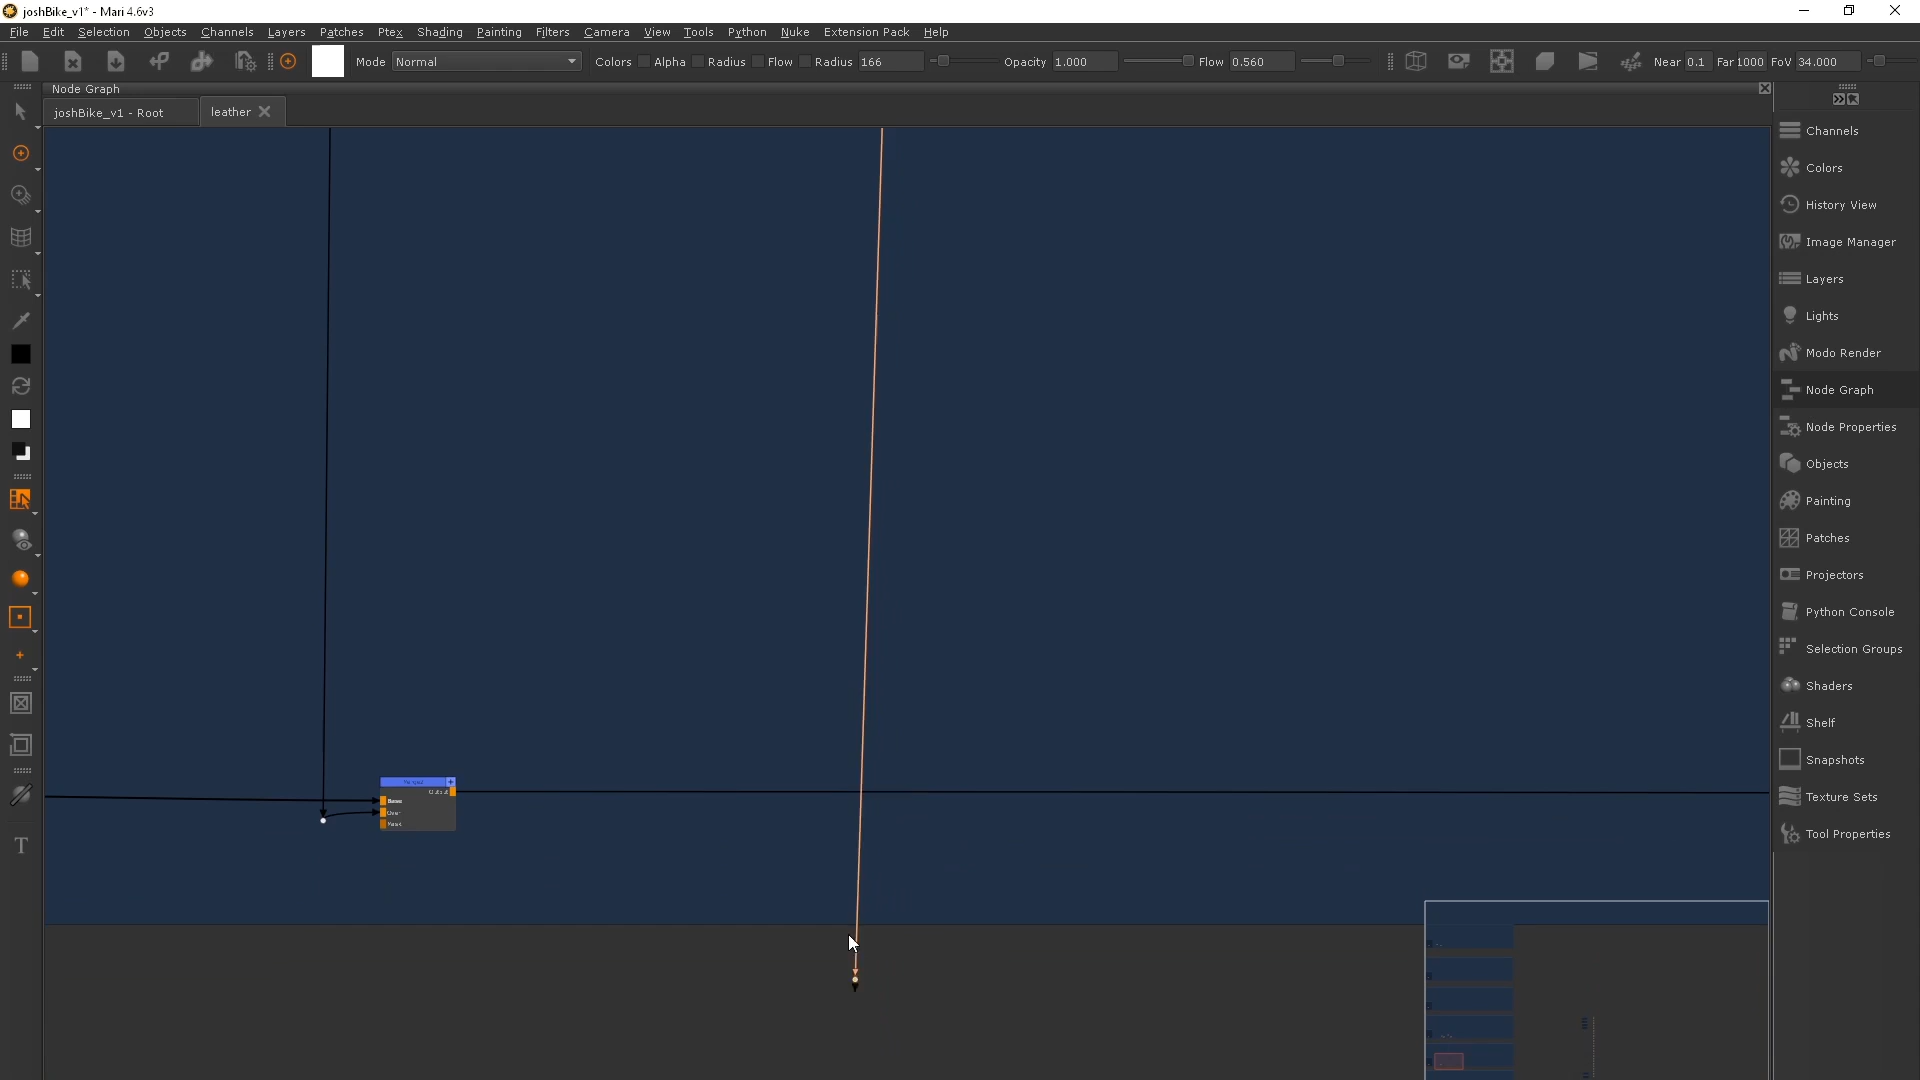 joshBike_v1* - Mari 4.6v3
File Edit Selection Objects Channels Layers Patches Ptex Shading Painting Filters Camera View Tools Python Nuke Extension Pack Help
Mode Normal Colors Alpha Radius Flow Radius 166 Opacity 1.000 Flow 0.560 Near 0.1 Far 1000 FoV 34.000
Node Graph
joshBike_v1 - Root leather
Channels
Colors
History View
Image Manager
Layers
Lights
Modo Render
Node Graph
Node Properties
Objects
Painting
Patches
Projectors
Python Console
Selection Groups
Shaders
Shelf
Snapshots
Texture Sets
Tool Properties
Output
Base
Over
Mask
T